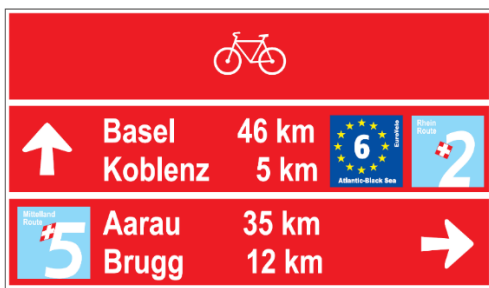 Basel 46 km
Koblenz 5 km
6
EuroVelo
Atlantic-Black Sea
Rhein
Route
2
Mittelland
Route
5
Aarau 35 km
Brugg 12 km